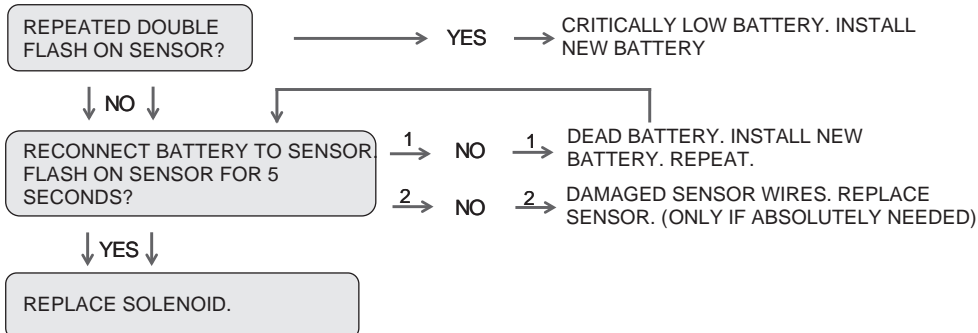 REPEATED DOUBLE
FLASH ON SENSOR?
YES
CRITICALLY LOW BATTERY. INSTALL
NEW BATTERY
NO
RECONNECT BATTERY TO SENSOR.
FLASH ON SENSOR FOR 5
SECONDS?
1
NO
1
DEAD BATTERY. INSTALL NEW
BATTERY. REPEAT.
2
NO
2
DAMAGED SENSOR WIRES. REPLACE
SENSOR. (ONLY IF ABSOLUTELY NEEDED)
YES
REPLACE SOLENOID.